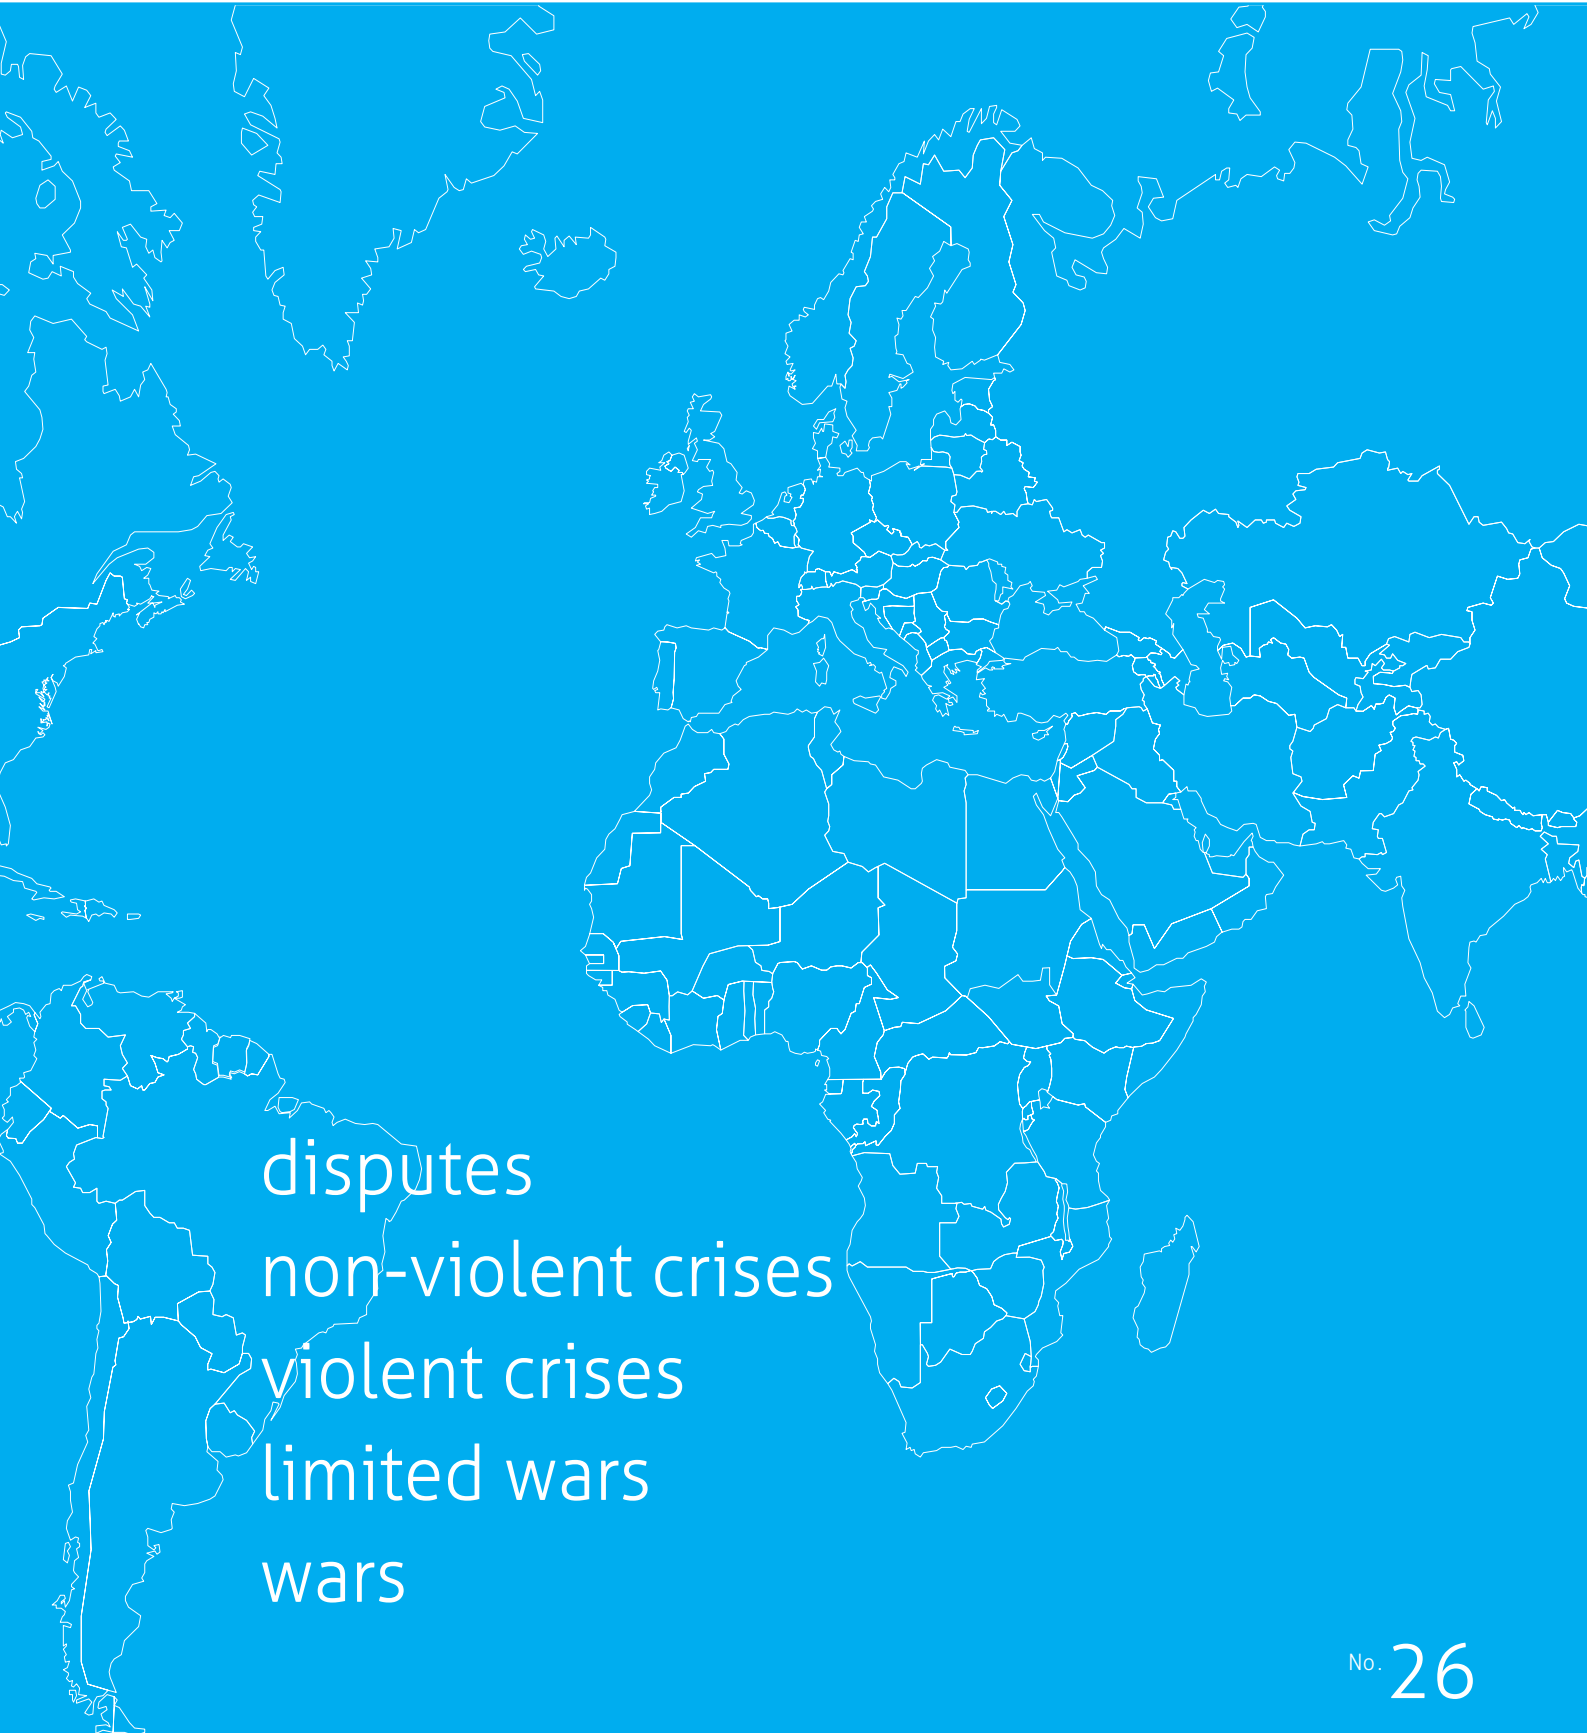 disputes
non-violent crises
violent crises
limited wars
wars
No. 26